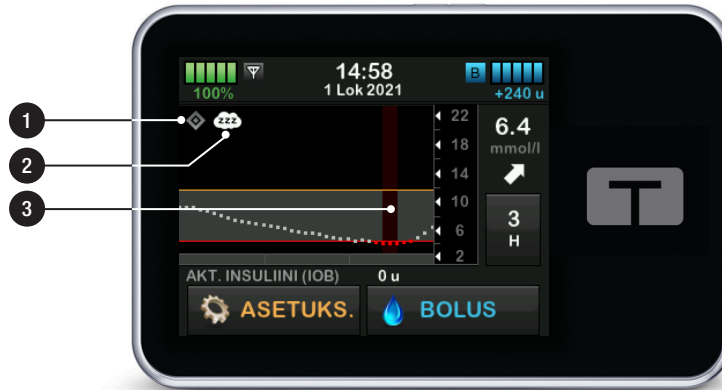 14:58
1 Lok 2021
100%
B
+240 u
1
2
3
zzz
22
18
14
10
6
2
6.4
mmol/l
3
H
AKT. INSULIINI (IOB) 0 u
ASETUKS.
BOLUS
T